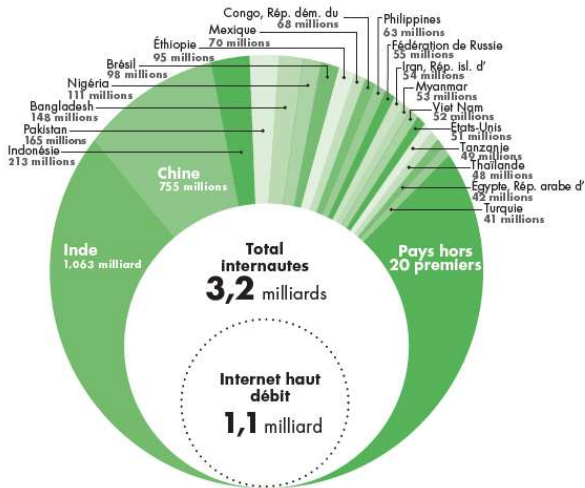 Congo, Rép. dém. du
68 millions
Mexique
70 millions
Éthiopie
95 millions
Brésil
98 millions
Nigéria
111 millions
Bangladesh
148 millions
Pakistan
165 millions
Indonésie
213 millions
Philippines
63 millions
Fédération de Russie
55 millions
Iran, Rép. isl. d’
54 millions
Myanmar
53 millions
Viet Nam
52 millions
États-Unis
51 millions
Tanzanie
49 millions
Thaïlande
48 millions
Égypte, Rép. arabe d’
42 millions
Turquie
41 millions
Chine
755 millions
Inde
1,063 milliard
Pays hors
20 premiers
Total
internautes
3,2 milliards
Internet haut
débit
1,1 milliard